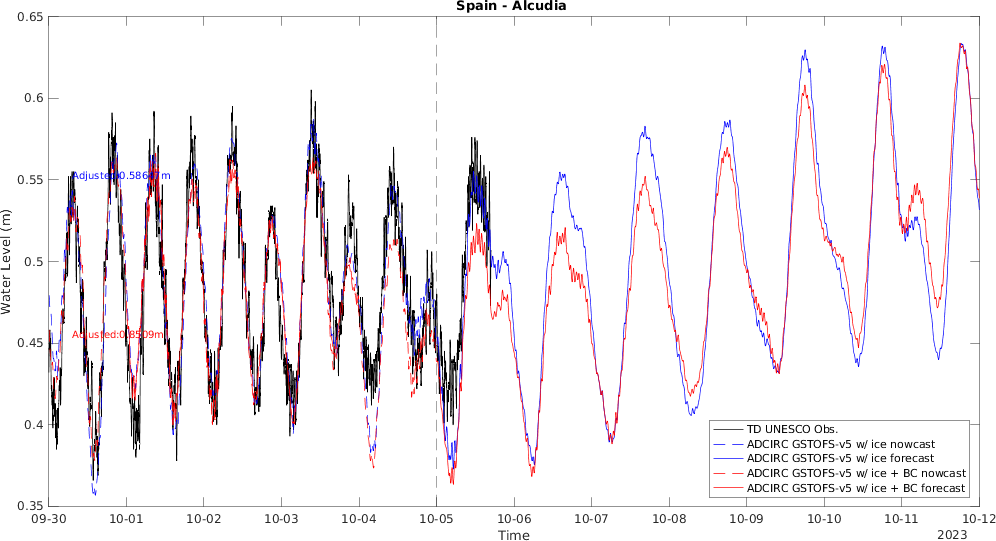 Spain - Alcudia
Water Level (m)
0.65
0.6
0.55
0.5
0.45
0.4
0.35
Adjusted:0.8509m
TD UNESCO Obs.
ADCIRC GSTOFS-v5 w/ ice nowcast
ADCIRC GSTOFS-v5 w/ ice forecast
ADCIRC GSTOFS-v5 w/ ice + BC nowcast
ADCIRC GSTOFS-v5 w/ ice + BC forecast
09-30 10-01 10-02 10-03 10-04 10-05 10-06 10-07 10-08 10-09 10-10 10-11 10-12
Time
2023